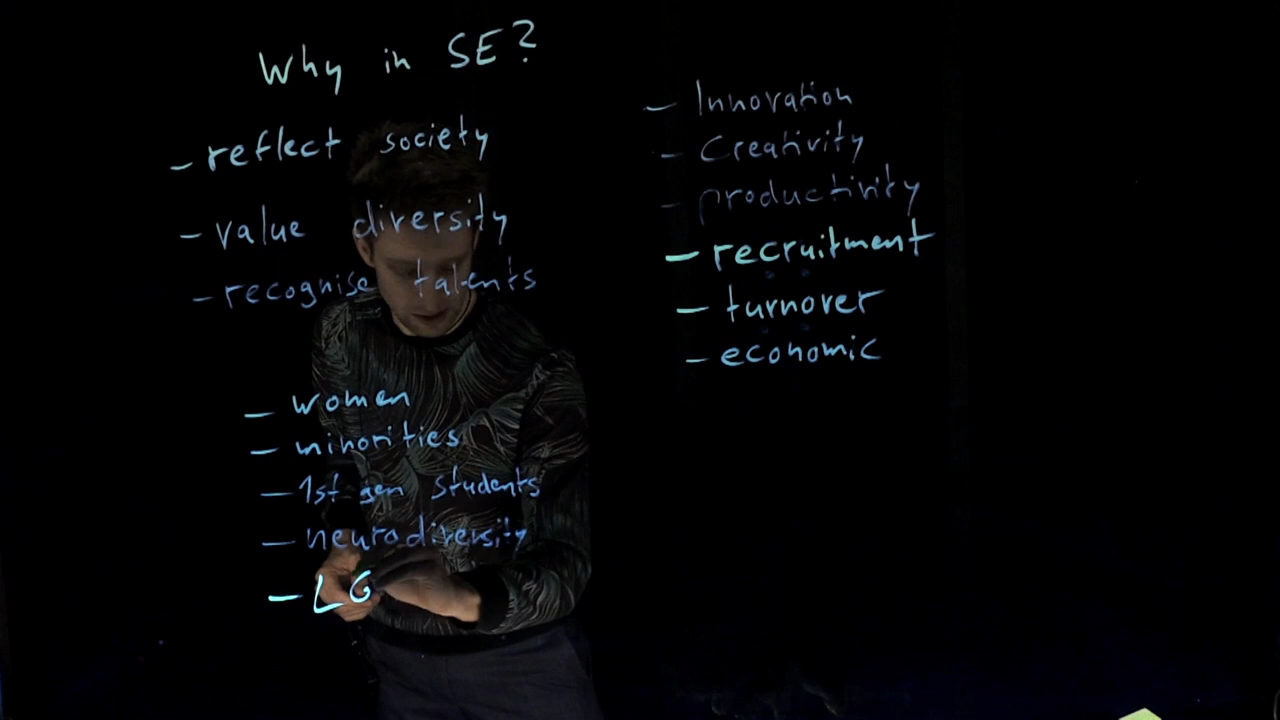 Why in SE?
- reflect society
- value diversity
- recognise talents
- women
- minorities
- 1st gen students
- neurodiversity
- LG
- Innovation
- Creativity
- productivity
- recruitment
- turnover
- economic